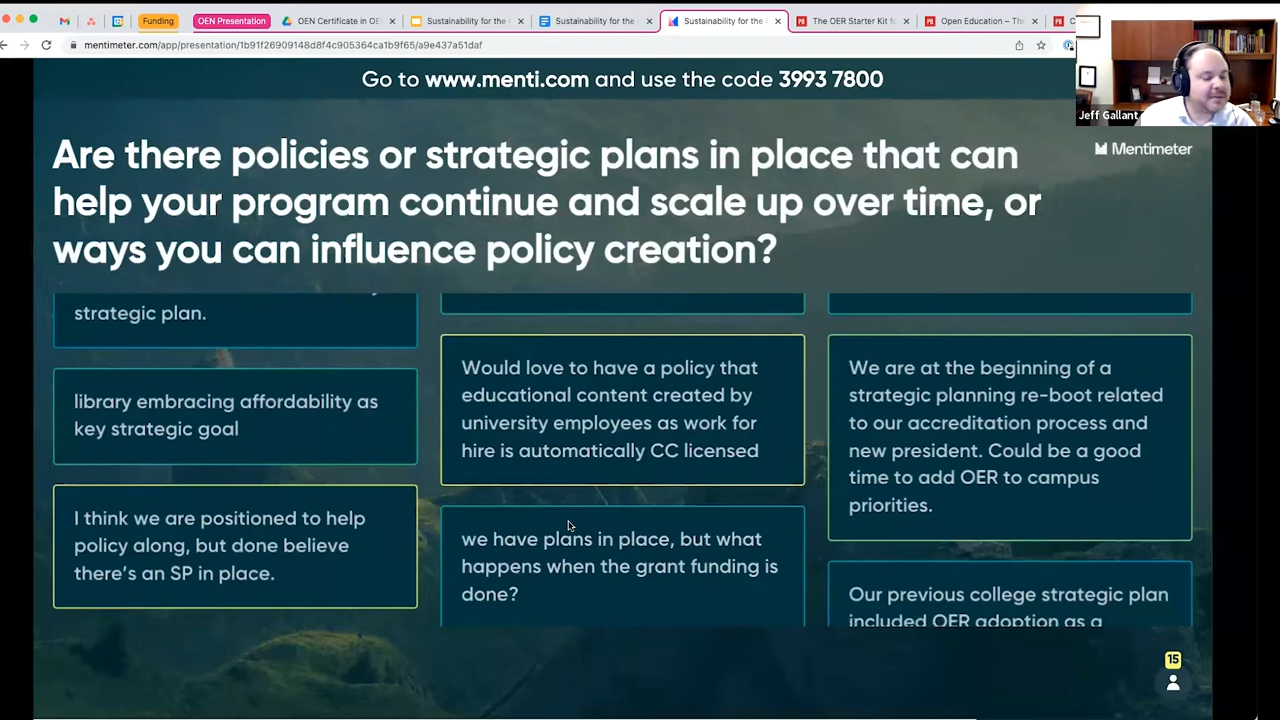 Funding
OEN Presentation
OEN Certificate in OE
Sustainability for the
Sustainability for the
Sustainability for the
The OER Starter Kit fo
Open Education – The
mentimeter.com/app/presentation/1b91f26909148d8f4c905364ca1b9f65/a9e437a51daf
Go to www.menti.com and use the code 3993 7800
Jeff Gallant
Mentimeter
Are there policies or strategic plans in place that can
help your program continue and scale up over time, or
ways you can influence policy creation?
strategic plan.
library embracing affordability as
key strategic goal
I think we are positioned to help
policy along, but done believe
there's an SP in place.
Would love to have a policy that
educational content created by
university employees as work for
hire is automatically CC licensed
we have plans in place, but what
happens when the grant funding is
done?
We are at the beginning of a
strategic planning re-boot related
to our accreditation process and
new president. Could be a good
time to add OER to campus
priorities.
Our previous college strategic plan
included OER adoption as a
15